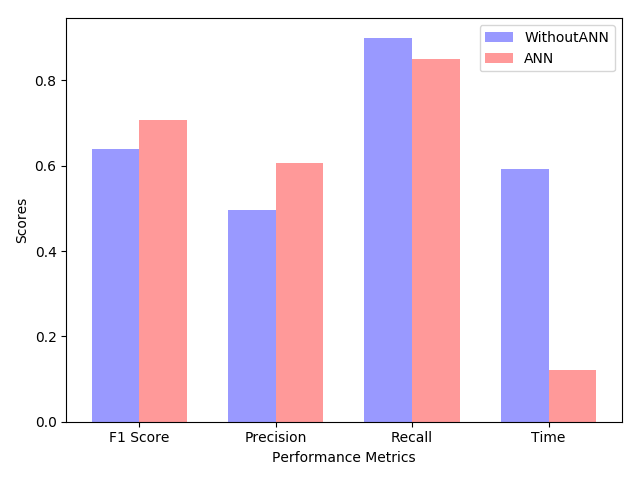 WithoutANN
ANN
0.8
0.6
0.4
0.2
0.0
Scores
F1 Score Precision Recall Time
Performance Metrics